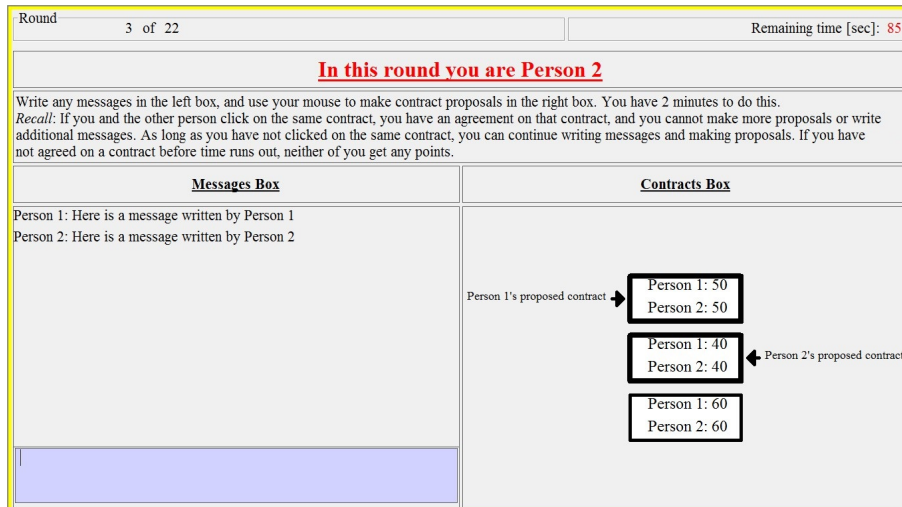 Round
3 of 22
Remaining time [sec]: 85
In this round you are Person 2
Write any messages in the left box, and use your mouse to make contract proposals in the right box. You have 2 minutes to do this.
Recall: If you and the other person click on the same contract, you have an agreement on that contract, and you cannot make more proposals or write
additional messages. As long as you have not clicked on the same contract, you can continue writing messages and making proposals. If you have
not agreed on a contract before time runs out, neither of you get any points.
Messages Box
Contracts Box
Person 1: Here is a message written by Person 1
Person 2: Here is a message written by Person 2
Person 1's proposed contract
Person 1: 50
Person 2: 50
Person 1: 40
Person 2: 40
Person 2's proposed contract
Person 1: 60
Person 2: 60